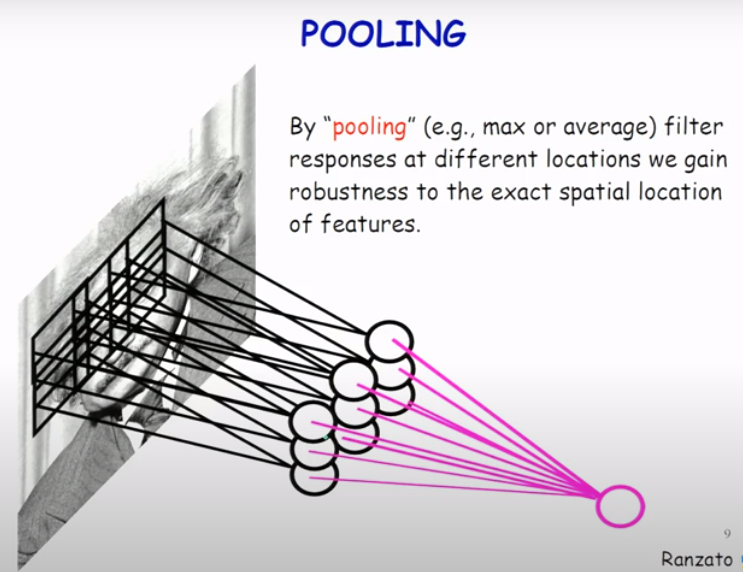 POOLING
By “pooling” (e.g., max or average) filter
responses at different locations we gain
robustness to the exact spatial location
of features.
9
Ranzato